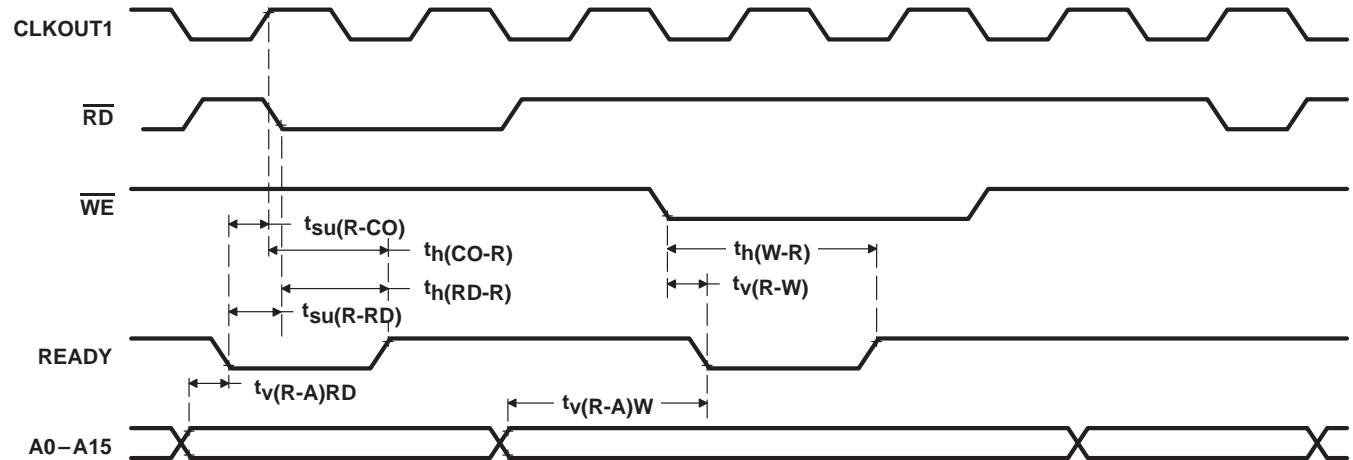 CLKOUT1
RD
WE
tsu(R-CO)
th(CO-R)
th(W-R)
th(RD-R)
tv(R-W)
tsu(R-RD)
READY
tv(R-A)RD
tv(R-A)W
A0–A15